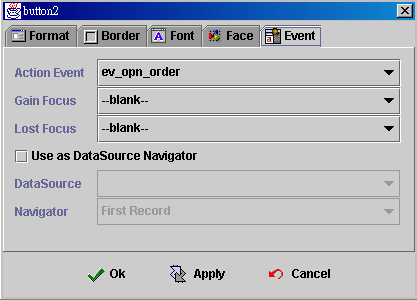 button2
Format Border Font Face Event
Action Event ev_opn_order
Gain Focus --blank--
Lost Focus --blank--
Use as DataSource Navigator
DataSource
Navigator First Record
Ok Apply Cancel